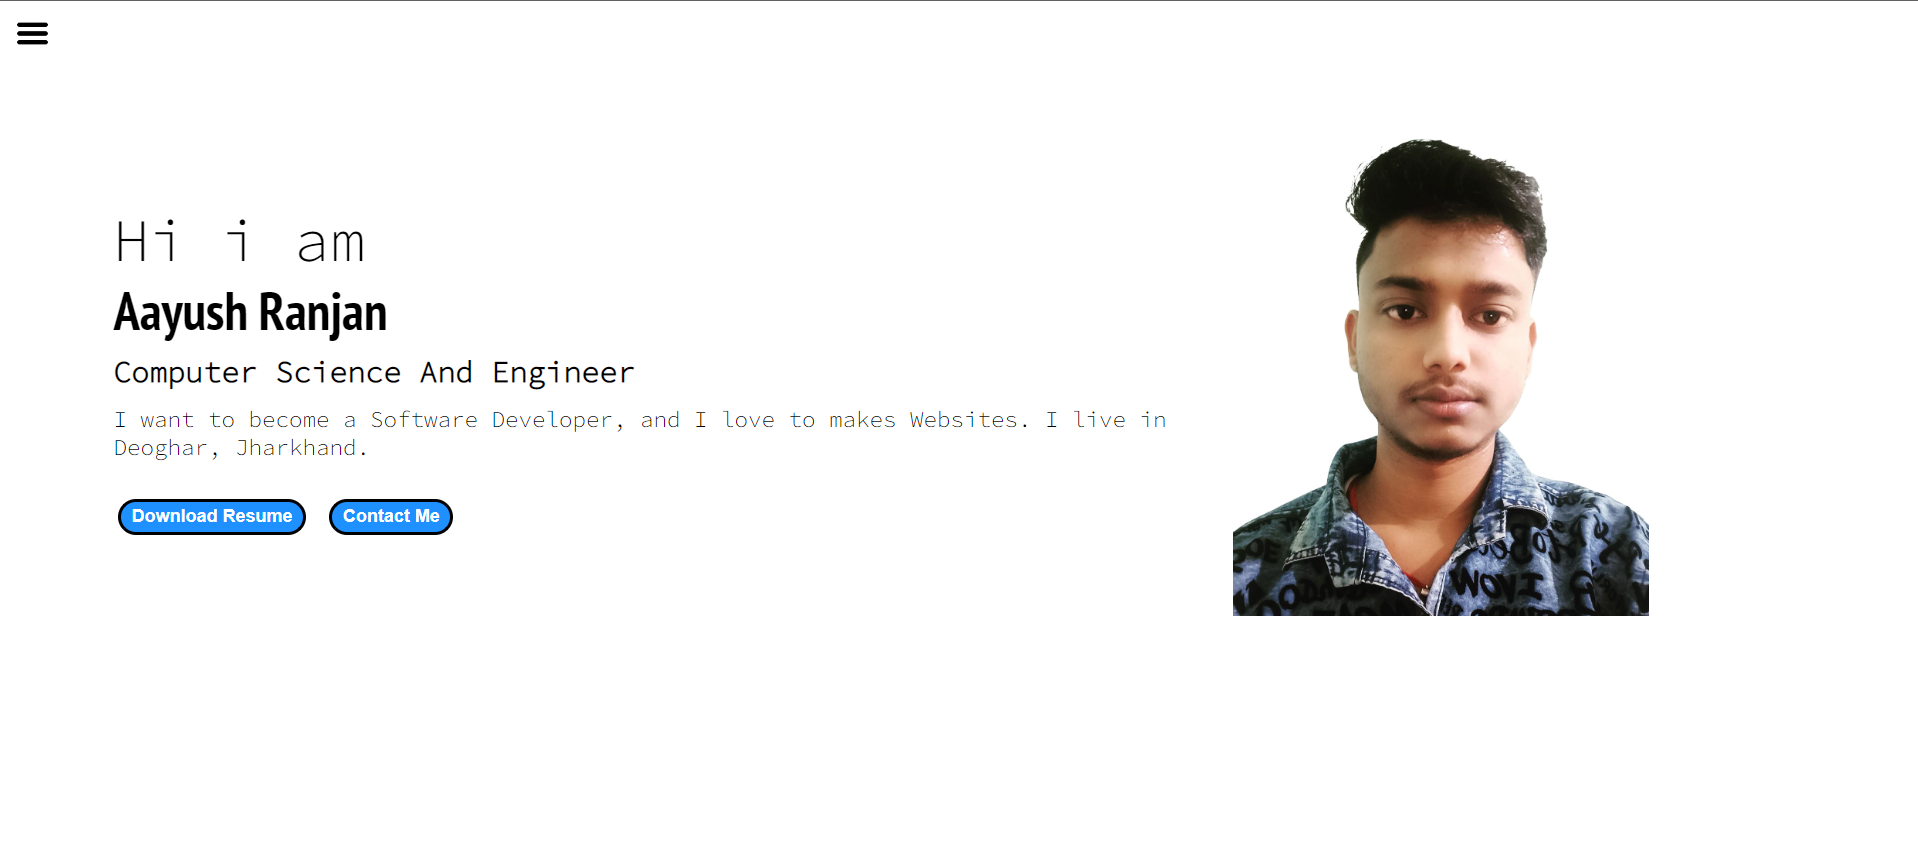 Hi i am
Aayush Ranjan
Computer Science And Engineer
I want to become a Software Developer, and I love to makes Websites. I live in
Deoghar, Jharkhand.
Download Resume
Contact Me